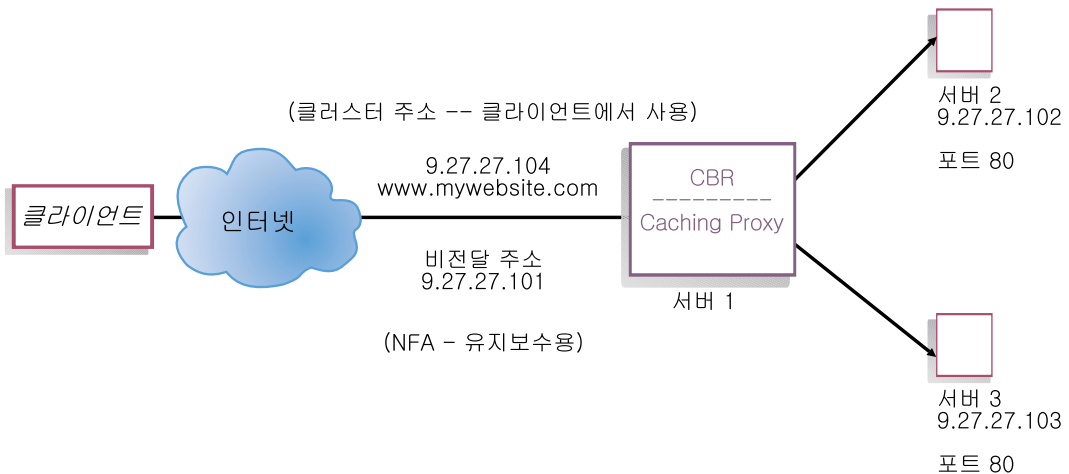 (클러스터 주소 -- 클라이언트에서 사용)
9.27.27.104
www.mywebsite.com
클라이언트
인터넷
비전달 주소
9.27.27.101
(NFA - 유지보수용)
CBR
---------
Caching Proxy
서버 1
서버 2
9.27.27.102
포트 80
서버 3
9.27.27.103
포트 80